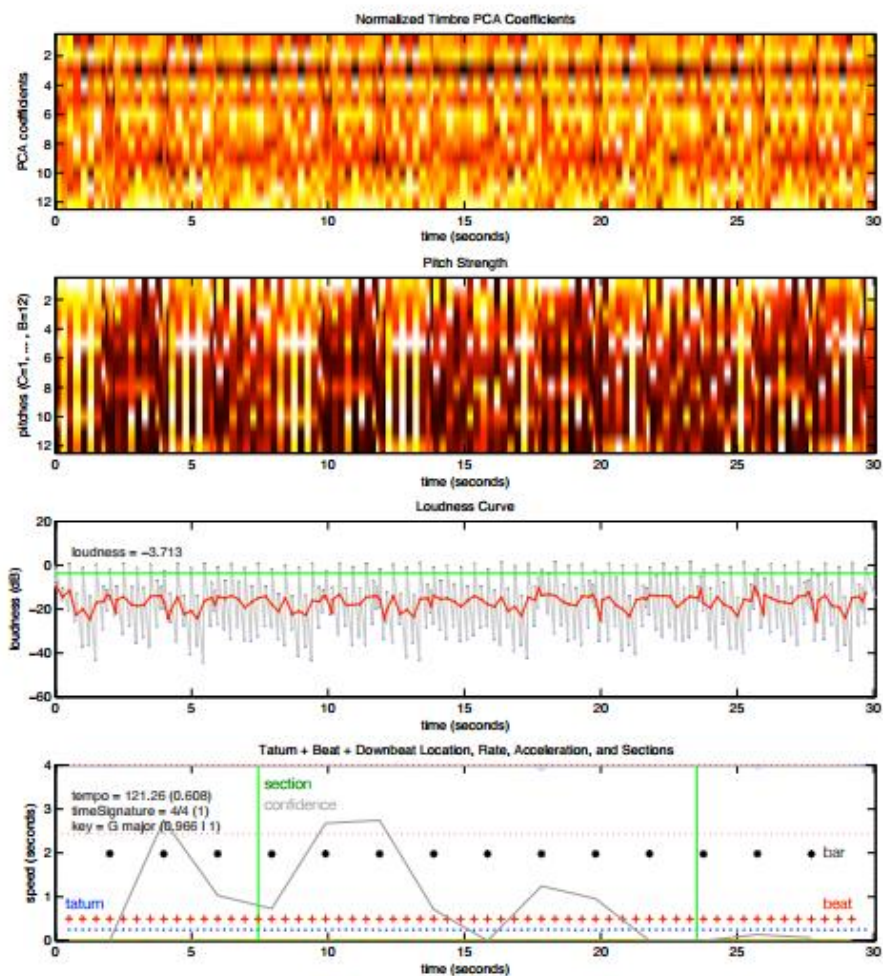 Normalized Timbre PCA Coefficients
PCA coefficients
2
4
6
8
10
12
0 5 10 15 20 25 30
time (seconds)
Pitch Strength
pitches (C=1, ... , B=12)
2
4
6
8
10
12
0 5 10 15 20 25 30
time (seconds)
Loudness Curve
loudness (dB)
20
0
−20
−40
−60
loudness = −3.713
0 5 10 15 20 25 30
time (seconds)
Tatum + Beat + Downbeat Location, Rate, Acceleration, and Sections
speed (seconds)
4
3
2
1
0
tempo = 121.26 (0.608)
timeSignature = 4/4 (1)
key = G major (0.966 | 1)
section
confidence
bar
tatum
beat
0 5 10 15 20 25 30
time (seconds)